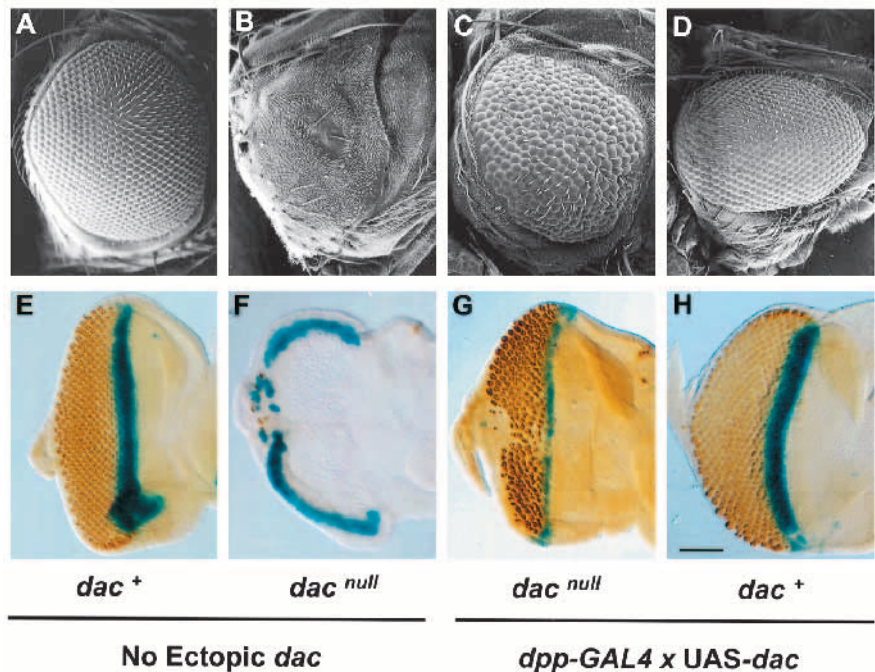 A B C D
E F G H
dac + dac null dac null dac +
No Ectopic dac dpp-GAL4 x UAS-dac